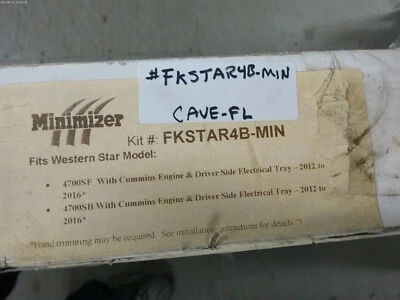 #FKSTAR4B-MIN
CAVE-FL
Minimizer
Kit #: FKSTAR4B-MIN
Fits Western Star Model:
• 4700SF With Cummins Engine & Driver Side Electrical Tray – 2012 to
2016*
• 4700SB With Cummins Engine & Driver Side Electrical Tray – 2012 to
2016*
*Hand trimming may be required. See installation instructions for details.*